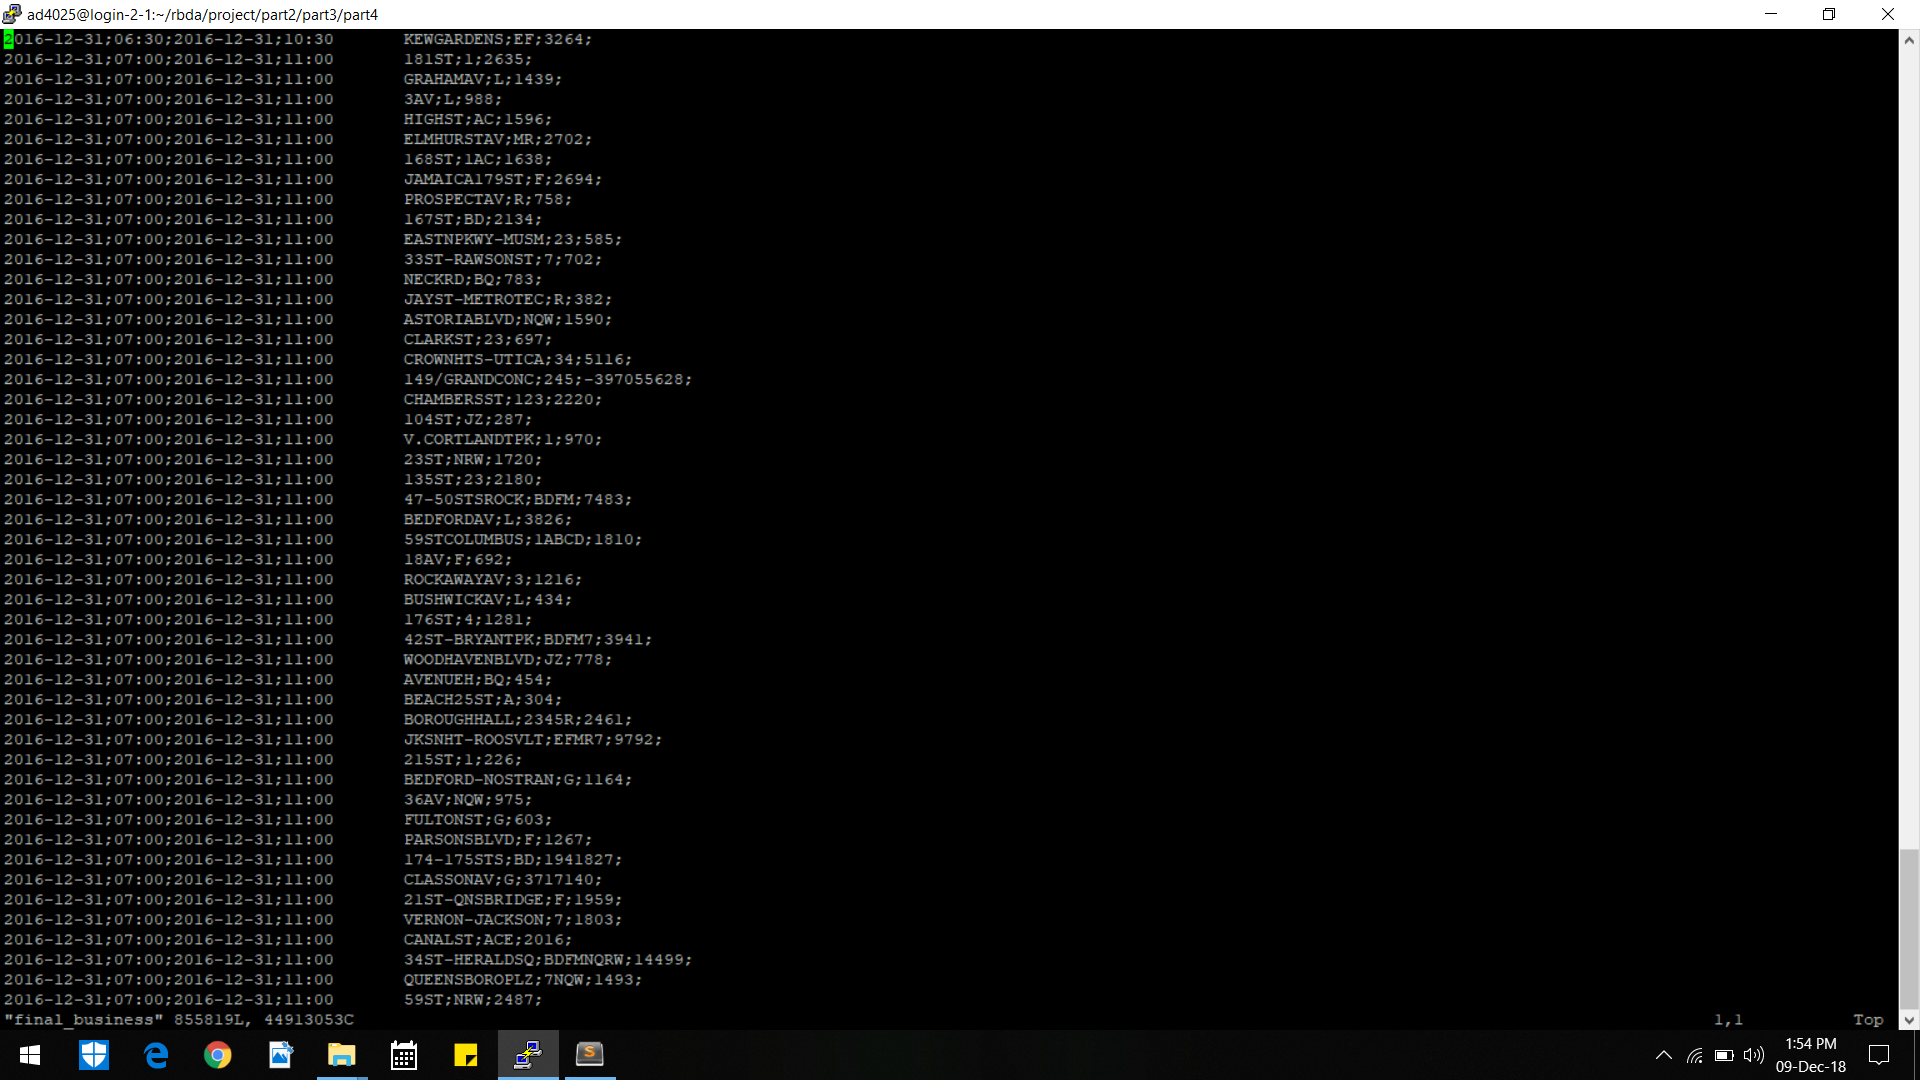 ad4025@login-2-1:~/rbda/project/part2/part3/part4
2016-12-31;06:30;2016-12-31;10:30 KEWGARDENS;EF;3264;
2016-12-31;07:00;2016-12-31;11:00 181ST;1;2635;
2016-12-31;07:00;2016-12-31;11:00 GRAHAMAV;L;1439;
2016-12-31;07:00;2016-12-31;11:00 3AV;L;988;
2016-12-31;07:00;2016-12-31;11:00 HIGHST;AC;1596;
2016-12-31;07:00;2016-12-31;11:00 ELMHURSTAV;MR;2702;
2016-12-31;07:00;2016-12-31;11:00 168ST;1AC;1638;
2016-12-31;07:00;2016-12-31;11:00 JAMAICA179ST;F;2694;
2016-12-31;07:00;2016-12-31;11:00 PROSPECTAV;R;758;
2016-12-31;07:00;2016-12-31;11:00 167ST;BD;2134;
2016-12-31;07:00;2016-12-31;11:00 EASTNPKWY-MUSM;23;585;
2016-12-31;07:00;2016-12-31;11:00 33ST-RAWSONST;7;702;
2016-12-31;07:00;2016-12-31;11:00 NECKRD;BQ;783;
2016-12-31;07:00;2016-12-31;11:00 JAYST-METROTEC;R;382;
2016-12-31;07:00;2016-12-31;11:00 ASTORIABLVD;NQW;1590;
2016-12-31;07:00;2016-12-31;11:00 CLARKST;23;697;
2016-12-31;07:00;2016-12-31;11:00 CROWNHTS-UTICA;34;5116;
2016-12-31;07:00;2016-12-31;11:00 149/GRANDCONC;245;-397055628;
2016-12-31;07:00;2016-12-31;11:00 CHAMBERSST;123;2220;
2016-12-31;07:00;2016-12-31;11:00 104ST;JZ;287;
2016-12-31;07:00;2016-12-31;11:00 V.CORTLANDTPK;1;970;
2016-12-31;07:00;2016-12-31;11:00 23ST;NRW;1720;
2016-12-31;07:00;2016-12-31;11:00 135ST;23;2180;
2016-12-31;07:00;2016-12-31;11:00 47-50STSROCK;BDFM;7483;
2016-12-31;07:00;2016-12-31;11:00 BEDFORDAV;L;3826;
2016-12-31;07:00;2016-12-31;11:00 59STCOLUMBUS;1ABCD;1810;
2016-12-31;07:00;2016-12-31;11:00 18AV;F;692;
2016-12-31;07:00;2016-12-31;11:00 ROCKAWAYAV;3;1216;
2016-12-31;07:00;2016-12-31;11:00 BUSHWICKAV;L;434;
2016-12-31;07:00;2016-12-31;11:00 176ST;4;1281;
2016-12-31;07:00;2016-12-31;11:00 42ST-BRYANTPK;BDFM7;3941;
2016-12-31;07:00;2016-12-31;11:00 WOODHAVENBLVD;JZ;778;
2016-12-31;07:00;2016-12-31;11:00 AVENUEH;BQ;454;
2016-12-31;07:00;2016-12-31;11:00 BEACH25ST;A;304;
2016-12-31;07:00;2016-12-31;11:00 BOROUGHHALL;2345R;2461;
2016-12-31;07:00;2016-12-31;11:00 JKSNHT-ROOSVLT;EFMR7;9792;
2016-12-31;07:00;2016-12-31;11:00 215ST;1;226;
2016-12-31;07:00;2016-12-31;11:00 BEDFORD-NOSTRAN;G;1164;
2016-12-31;07:00;2016-12-31;11:00 36AV;NQW;975;
2016-12-31;07:00;2016-12-31;11:00 FULTONST;G;603;
2016-12-31;07:00;2016-12-31;11:00 PARSONSBLVD;F;1267;
2016-12-31;07:00;2016-12-31;11:00 174-175STS;BD;1941827;
2016-12-31;07:00;2016-12-31;11:00 CLASSONAV;G;3717140;
2016-12-31;07:00;2016-12-31;11:00 21ST-QNSBRIDGE;F;1959;
2016-12-31;07:00;2016-12-31;11:00 VERNON-JACKSON;7;1803;
2016-12-31;07:00;2016-12-31;11:00 CANALST;ACE;2016;
2016-12-31;07:00;2016-12-31;11:00 34ST-HERALDSQ;BDFMNQRW;14499;
2016-12-31;07:00;2016-12-31;11:00 QUEENSBOROPLZ;7NQW;1493;
2016-12-31;07:00;2016-12-31;11:00 59ST;NRW;2487;
"final_business" 855819L, 44913053C 1,1 Top
1:54 PM
09-Dec-18